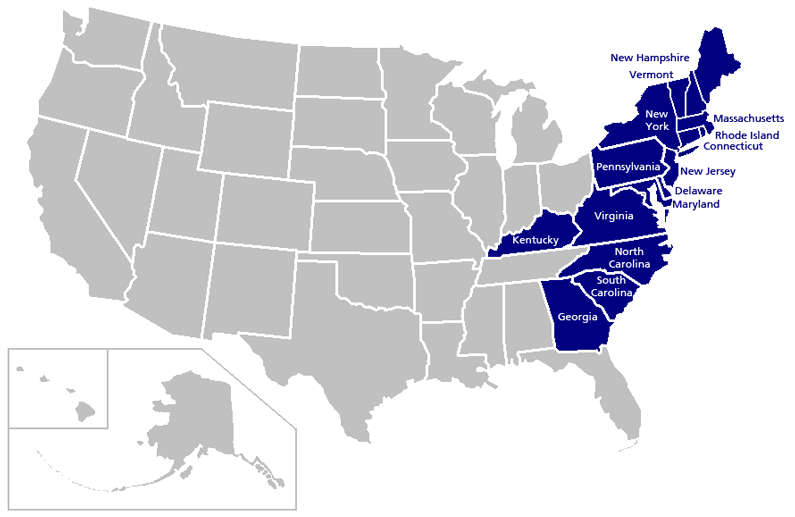 New Hampshire
Vermont
New
York
Massachusetts
Rhode Island
Connecticut
Pennsylvania
New Jersey
Delaware
Maryland
Virginia
Kentucky
North
Carolina
South
Carolina
Georgia